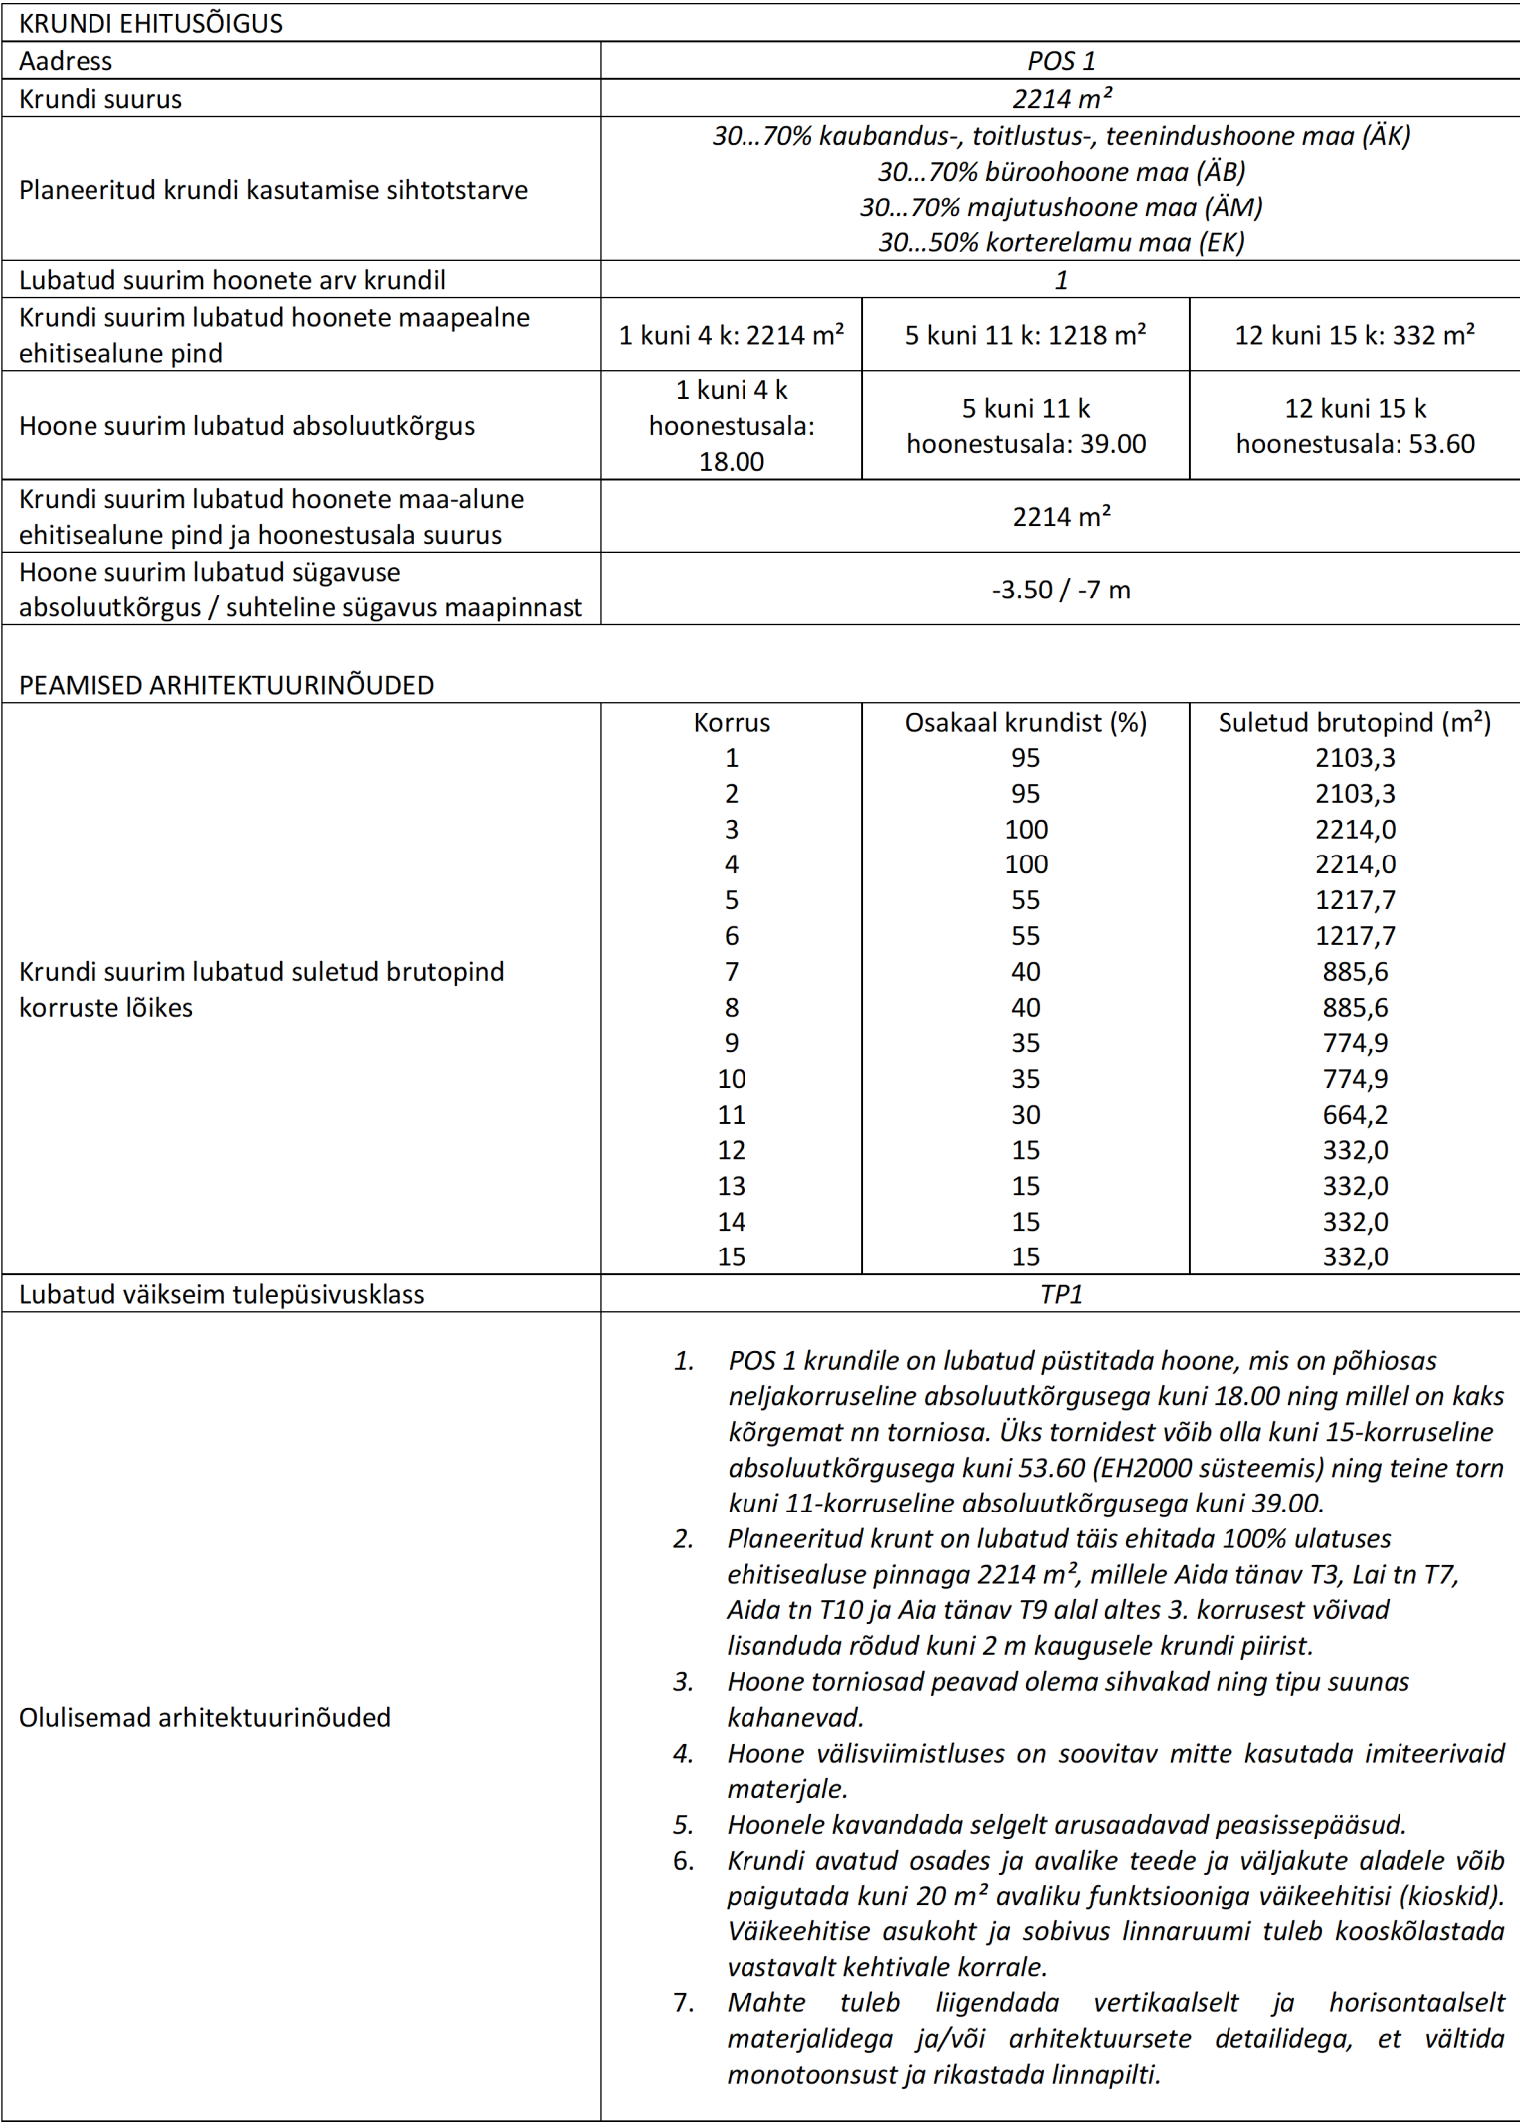 KRUNDI EHITUSÕIGUS
Aadress
POS 1
Krundi suurus
2214 m²
Planeeritud krundi kasutamise sihtotstarve
30...70% kaubandus-, toitlustus-, teenindushoone maa (ÄK)
30...70% büroohoone maa (ÄB)
30...70% majutushoone maa (ÄM)
30...50% korterelamu maa (EK)
Lubatud suurim hoonete arv krundil
1
Krundi suurim lubatud hoonete maapealne
ehitisealune pind
1 kuni 4 k: 2214 m²
5 kuni 11 k: 1218 m²
12 kuni 15 k: 332 m²
Hoone suurim lubatud absoluutkõrgus
1 kuni 4 k
hoonestusala:
18.00
5 kuni 11 k
hoonestusala: 39.00
12 kuni 15 k
hoonestusala: 53.60
Krundi suurim lubatud hoonete maa-alune
ehitisealune pind ja hoonestusala suurus
2214 m²
Hoone suurim lubatud sügavuse
absoluutkõrgus / suhteline sügavus maapinnast
-3.50 / -7 m
PEAMISED ARHITEKTUURINÕUDED
Krundi suurim lubatud suletud brutopind
korruste lõikes
Korrus Osakaal krundist (%) Suletud brutopind (m²)
1 95 2103,3
2 95 2103,3
3 100 2214,0
4 100 2214,0
5 55 1217,7
6 55 1217,7
7 40 885,6
8 40 885,6
9 35 774,9
10 35 774,9
11 30 664,2
12 15 332,0
13 15 332,0
14 15 332,0
15 15 332,0
Lubatud väikseim tulepüsivusklass
TP1
Olulisemad arhitektuurinõuded
1. POS 1 krundile on lubatud püstitada hoone, mis on põhiosas
neljakorruseline absoluutkõrgusega kuni 18.00 ning millel on kaks
kõrgemat nn torniosa. Üks tornidest võib olla kuni 15-korruseline
absoluutkõrgusega kuni 53.60 (EH2000 süsteemis) ning teine torn
kuni 11-korruseline absoluutkõrgusega kuni 39.00.
2. Planeeritud krunt on lubatud täis ehitada 100% ulatuses
ehitisealuse pinnaga 2214 m², millele Aida tänav T3, Lai tn T7,
Aida tn T10 ja Aia tänav T9 alal altes 3. korrusest võivad
lisanduda rõdud kuni 2 m kaugusele krundi piirist.
3. Hoone torniosad peavad olema sihvakad ning tipu suunas
kahanevad.
4. Hoone välisviimistluses on soovitav mitte kasutada imiteerivaid
materjale.
5. Hoonele kavandada selgelt arusaadavad peasissepääsud.
6. Krundi avatud osades ja avalike teede ja väljakute aladele võib
paigutada kuni 20 m² avaliku funktsiooniga väikeehitisi (kioskid).
Väikeehitise asukoht ja sobivus linnaruumi tuleb kooskõlastada
vastavalt kehtivale korrale.
7. Mahte tuleb liigendada vertikaalselt ja horisontaalselt
materjalidega ja/või arhitektuursete detailidega, et vältida
monotoonsust ja rikastada linnapilti.